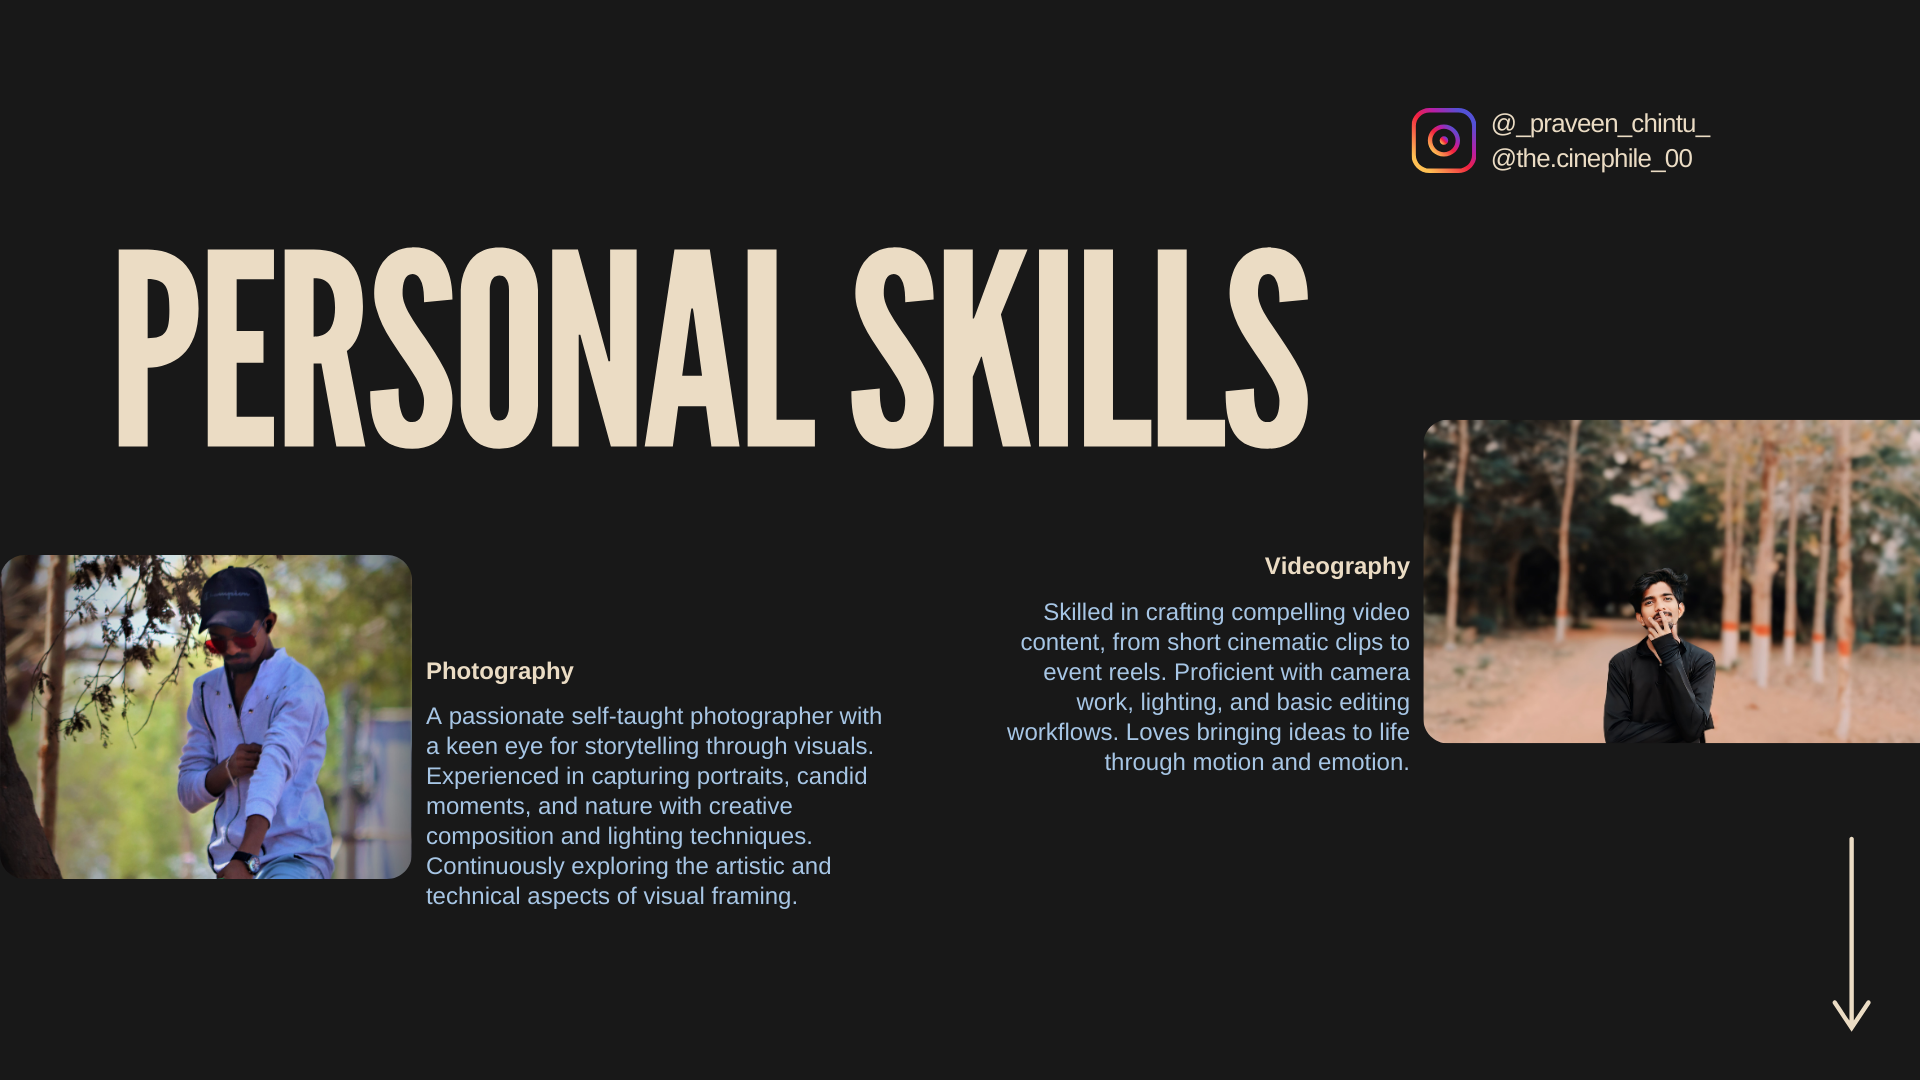 @_praveen_chintu_
@the.cinephile_00
PERSONAL SKILLS
Photography
A passionate self-taught photographer with
a keen eye for storytelling through visuals.
Experienced in capturing portraits, candid
moments, and nature with creative
composition and lighting techniques.
Continuously exploring the artistic and
technical aspects of visual framing.
Videography
Skilled in crafting compelling video
content, from short cinematic clips to
event reels. Proficient with camera
work, lighting, and basic editing
workflows. Loves bringing ideas to life
through motion and emotion.